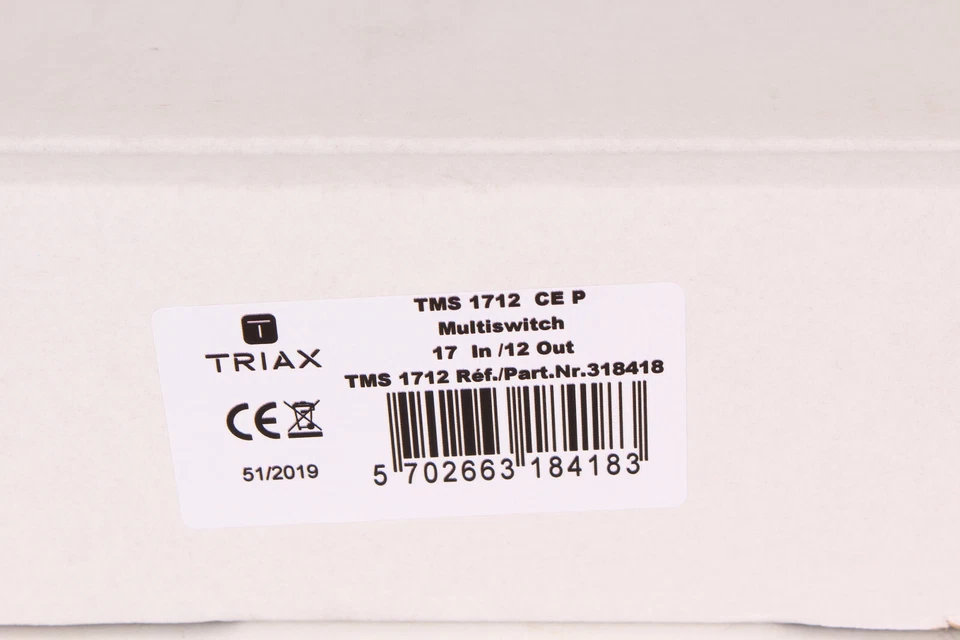 T
TRIAX
CE
51/2019
TMS 1712 CE P
Multiswitch
17 In /12 Out
TMS 1712 Réf./Part.Nr.318418
5 702663 184183